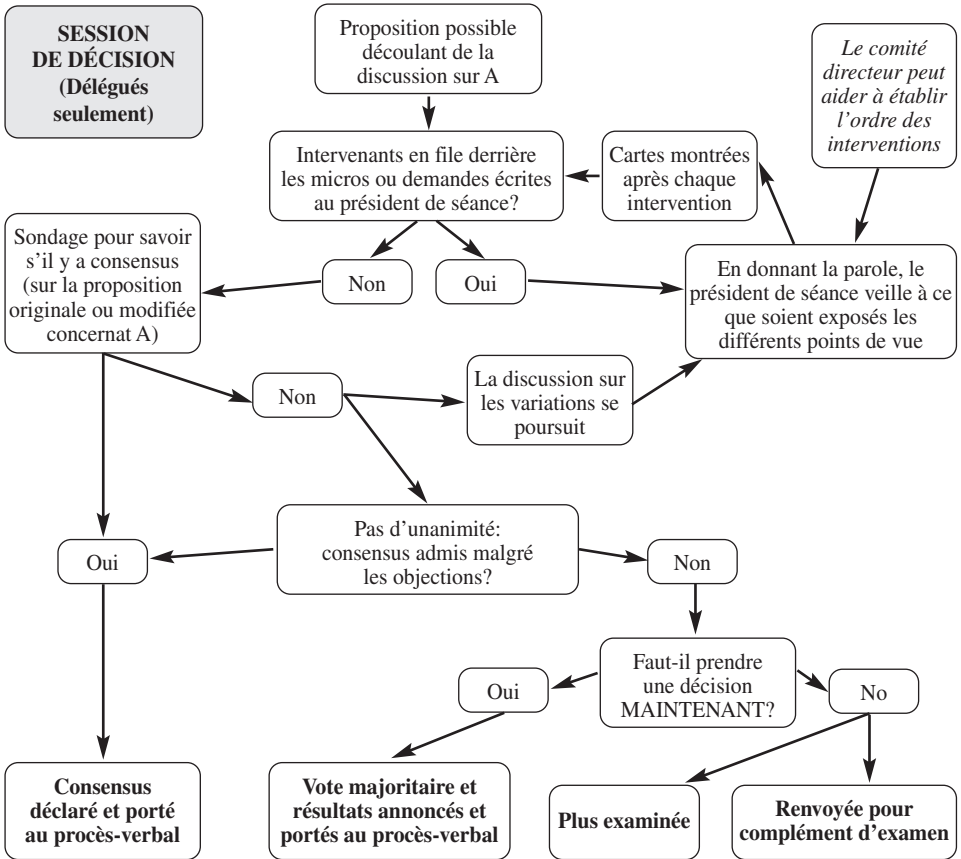 SESSION
DE DÉCISION
(Délégués
seulement)
Proposition possible
découlant de la
discussion sur A
Le comité
directeur peut
aider à établir
l'ordre des
interventions
Intervenants en file derrière
les micros ou demandes écrites
au président de séance?
Cartes montrées
après chaque
intervention
Sondage pour savoir
s'il y a consensus
(sur la proposition
originale ou modifiée
concernat A)
Non
Oui
En donnant la parole, le
président de séance veille à ce
que soient exposés les
différents points de vue
Non
La discussion sur
les variations se
poursuit
Pas d'unanimité:
consensus admis malgré
les objections?
Oui
Non
Faut-il prendre
une décision
MAINTENANT?
Oui
No
Consensus
déclaré et porté
au procès-verbal
Vote majoritaire et
résultats annoncés et
portés au procès-verbal
Plus examinée
Renvoyée pour
complément d'examen